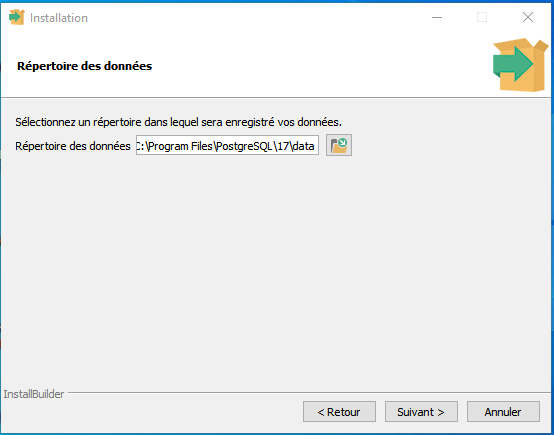 Installation
Répertoire des données
Sélectionnez un répertoire dans lequel sera enregistré vos données.
Répertoire des données C:\Program Files\PostgreSQL\17\data
InstallBuilder
< Retour Suivant > Annuler